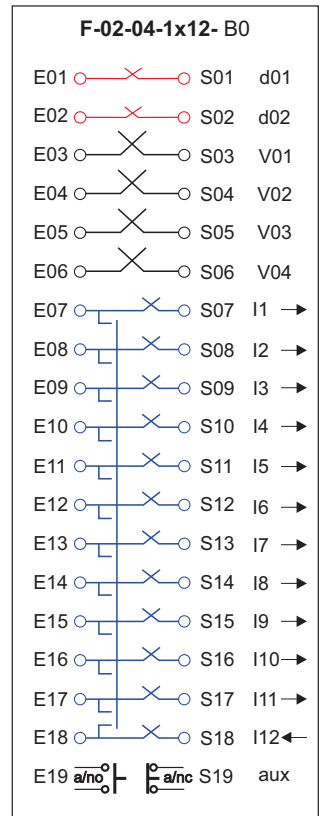 F-02-04-1x12- B0
E01 S01 d01
E02 S02 d02
E03 S03 V01
E04 S04 V02
E05 S05 V03
E06 S06 V04
E07 S07 I1
E08 S08 I2
E09 S09 I3
E10 S10 I4
E11 S11 I5
E12 S12 I6
E13 S13 I7
E14 S14 I8
E15 S15 I9
E16 S16 I10
E17 S17 I11
E18 S18 I12
E19 a/no a/nc S19 aux